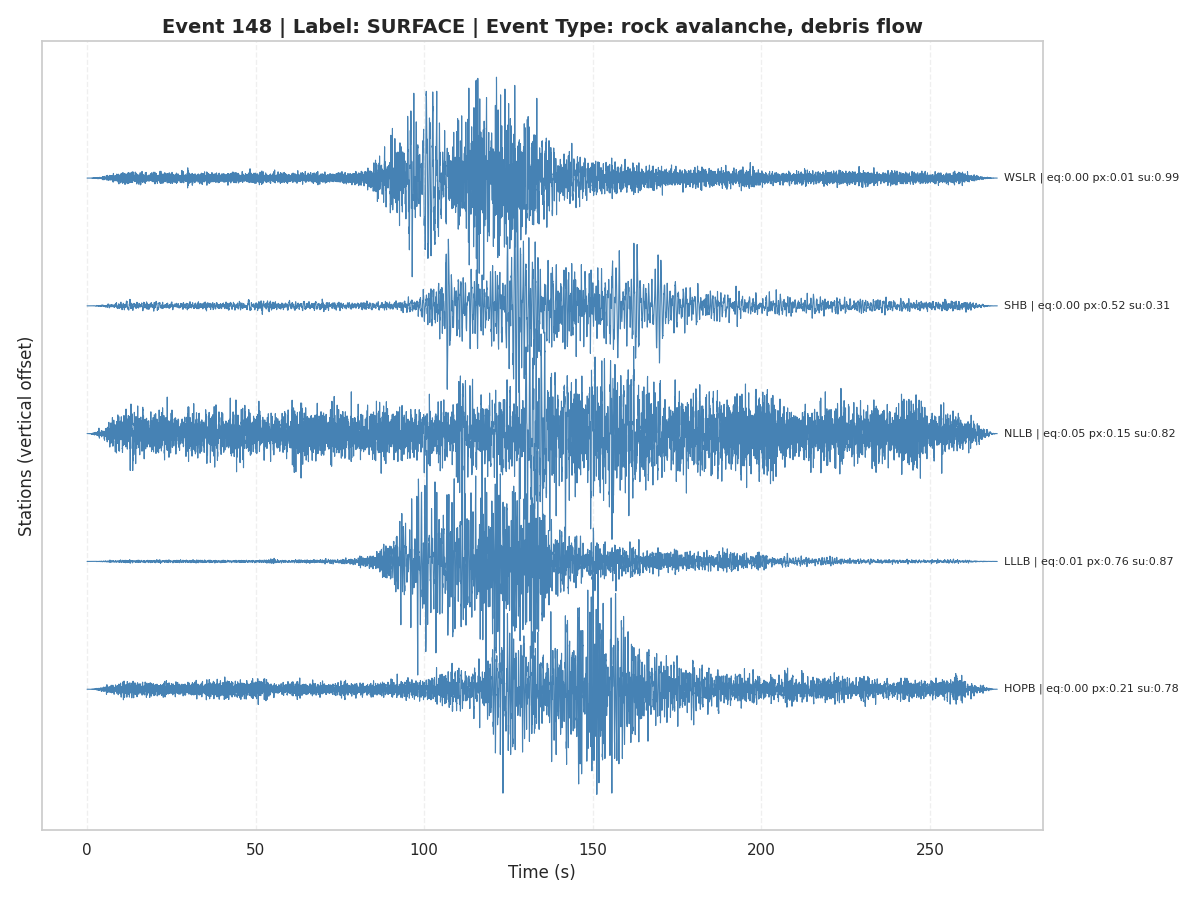 Event 148 | Label: SURFACE | Event Type: rock avalanche, debris flow
Stations (vertical offset)
WSLR | eq:0.00 px:0.01 su:0.99
SHB | eq:0.00 px:0.52 su:0.31
NLLB | eq:0.05 px:0.15 su:0.82
LLLB | eq:0.01 px:0.76 su:0.87
HOPB | eq:0.00 px:0.21 su:0.78
0 50 100 150 200 250
Time (s)